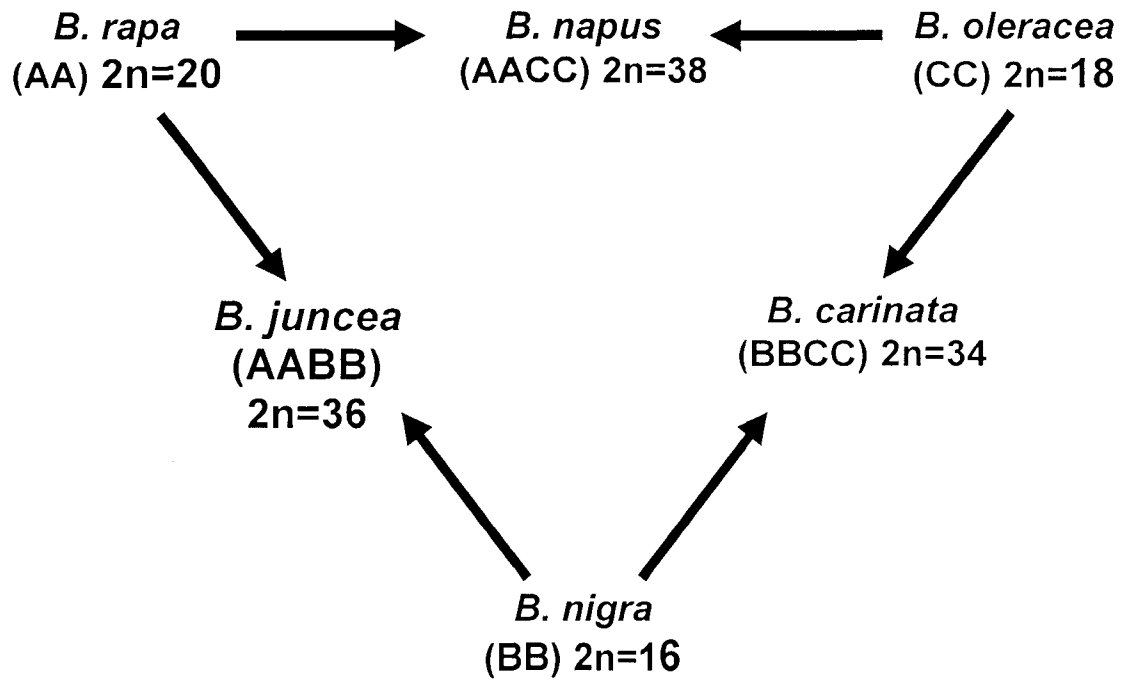 B. rapa
(AA) 2n=20
B. napus
(AACC) 2n=38
B. oleracea
(CC) 2n=18
B. juncea
(AABB)
2n=36
B. carinata
(BBCC) 2n=34
B. nigra
(BB) 2n=16